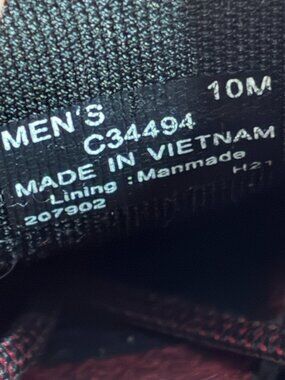 MEN'S 10M
C34494
MADE IN VIETNAM
Lining : Manmade
207902 H21